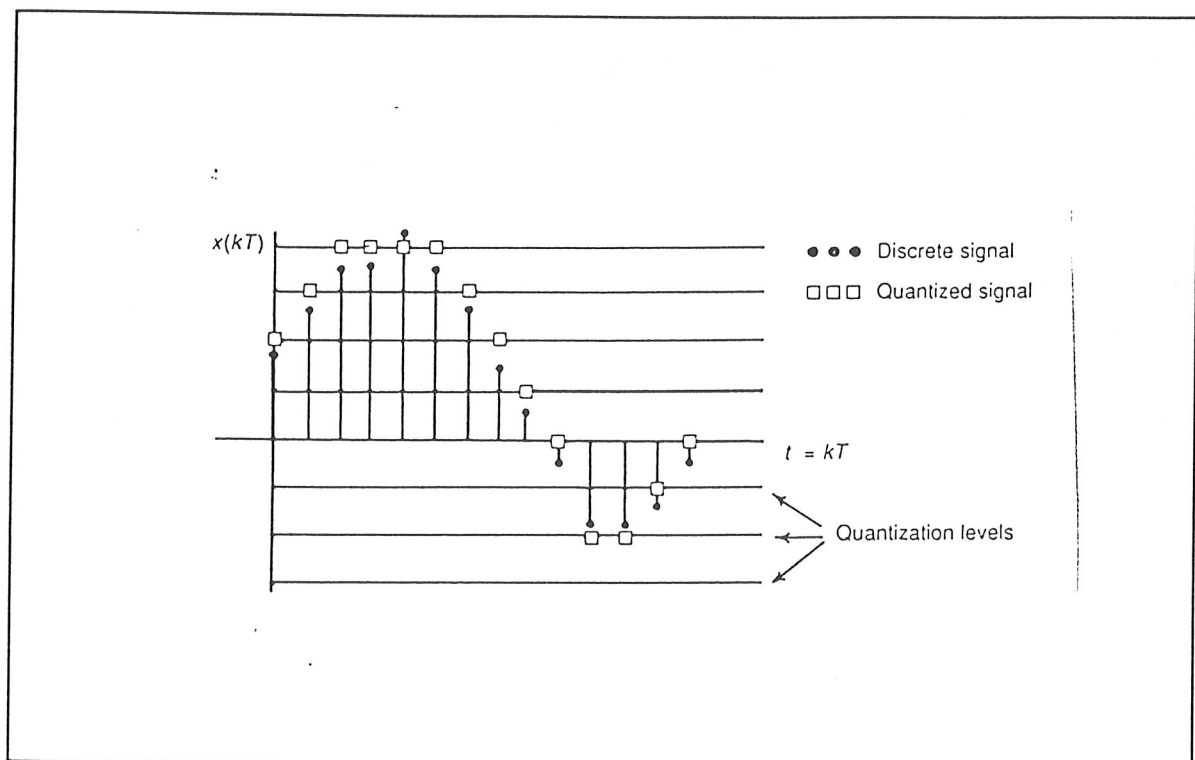 x(kT)
Discrete signal
Quantized signal
t = kT
Quantization levels